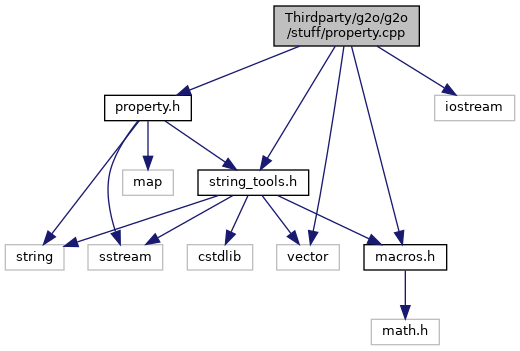 Thirdparty/g2o/g2o
/stuff/property.cpp
property.h
iostream
map
string_tools.h
string
sstream
cstdlib
vector
macros.h
math.h